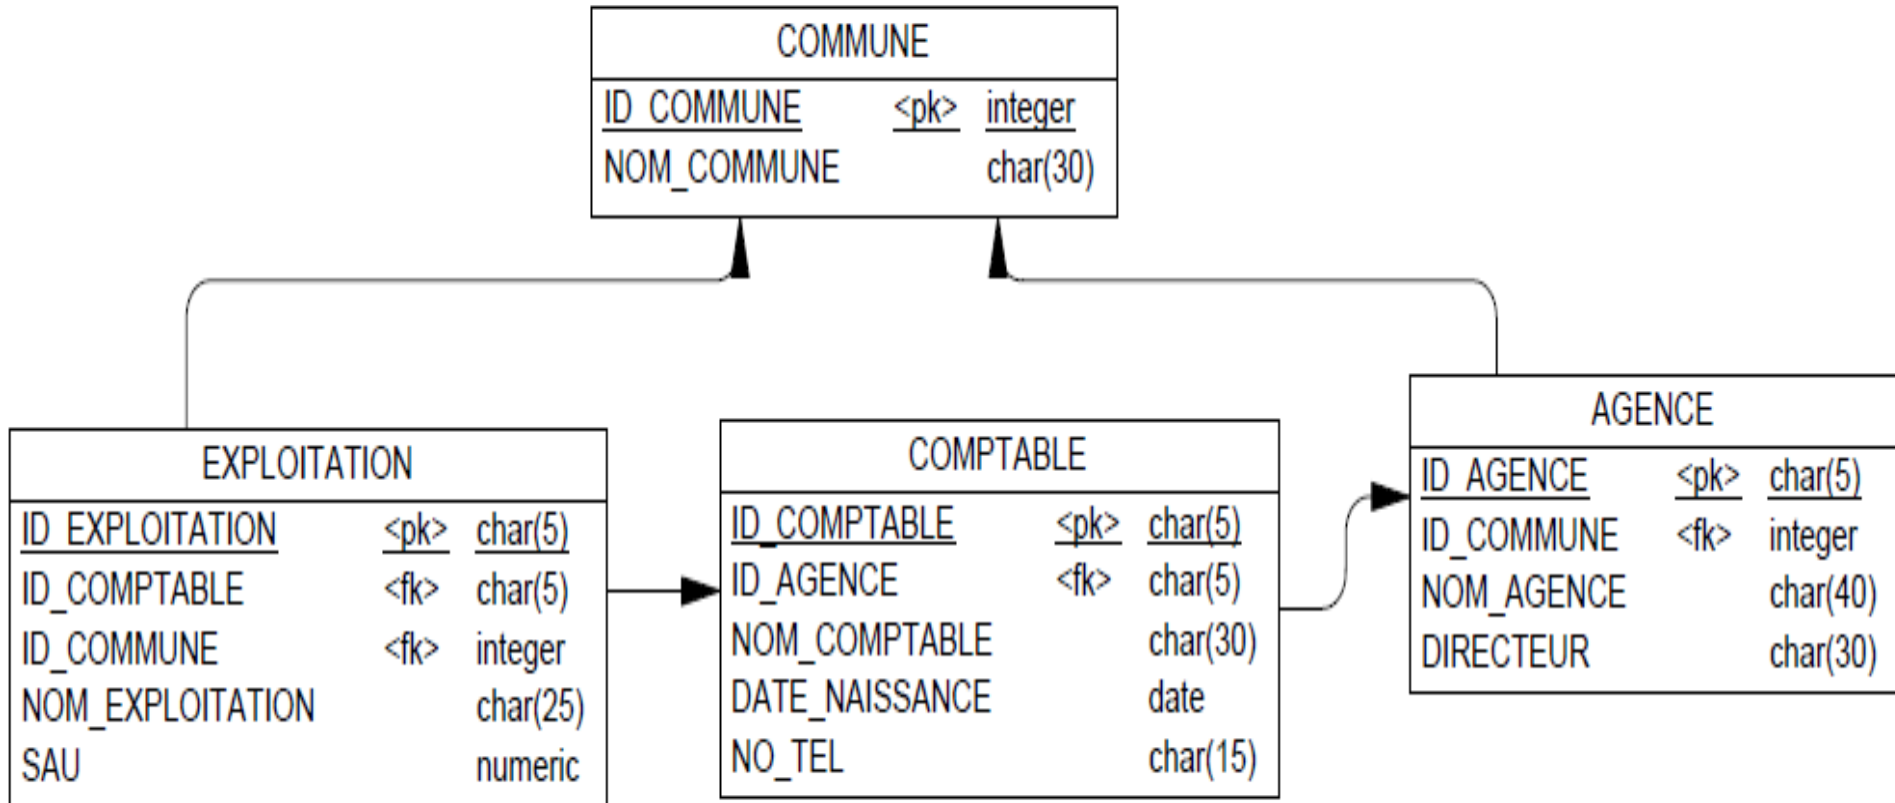 COMMUNE
ID_COMMUNE <pk> integer
NOM_COMMUNE char(30)
EXPLOITATION
ID_EXPLOITATION <pk> char(5)
ID_COMPTABLE <fk> char(5)
ID_COMMUNE <fk> integer
NOM_EXPLOITATION char(25)
SAU numeric
COMPTABLE
ID_COMPTABLE <pk> char(5)
ID_AGENCE <fk> char(5)
NOM_COMPTABLE char(30)
DATE_NAISSANCE date
NO_TEL char(15)
AGENCE
ID_AGENCE <pk> char(5)
ID_COMMUNE <fk> integer
NOM_AGENCE char(40)
DIRECTEUR char(30)